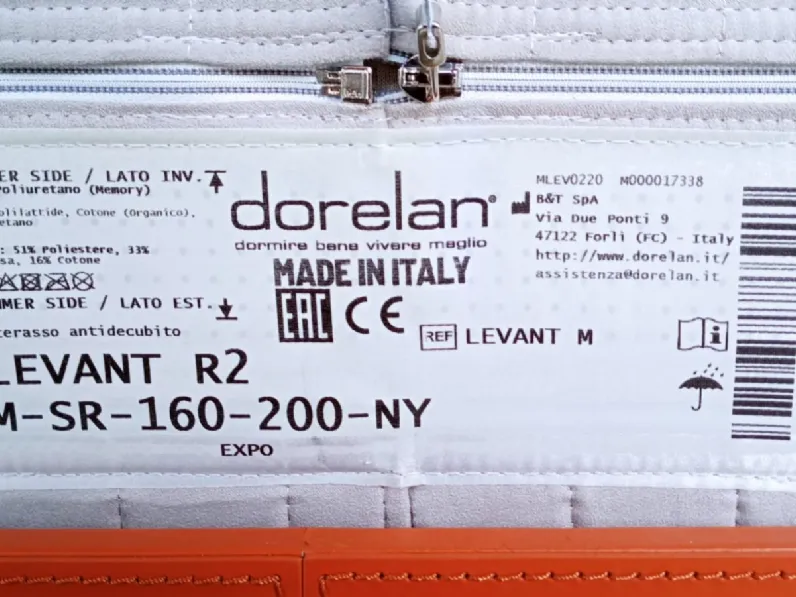 ER SIDE / LATO INV.
Poliuretano (Memory)
olilattide, Cotone (Organico),
etano
: 51% Poliestere, 33%
sa, 16% Cotone
MER SIDE / LATO EST.
terasso antidecubito
LEVANT R2
M-SR-160-200-NY
EXPO
dorelan®
dormire bene vivere meglio
MADE IN ITALY
EAC CE
REF LEVANT M
MLEV0220 M000017338
B&T SpA
Via Due Ponti 9
47122 Forlì (FC) - Italy
http://www.dorelan.it/
assistenza@dorelan.it